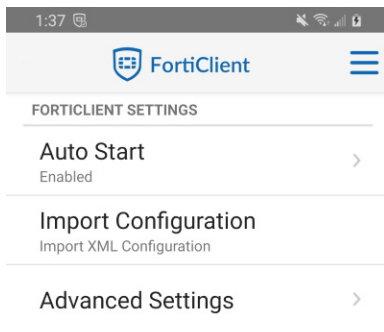 1:37
FortiClient
FORTICLIENT SETTINGS
Auto Start
Enabled
Import Configuration
Import XML Configuration
Advanced Settings